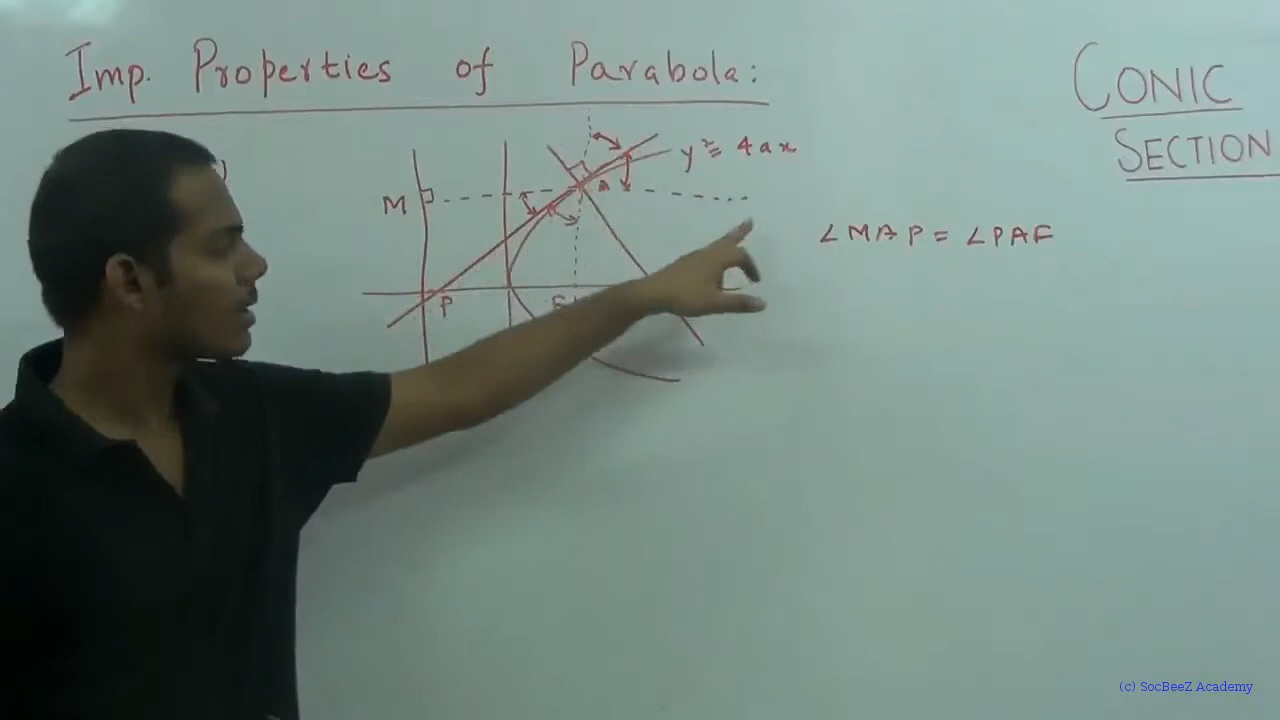 Imp. Properties of Parabola:
CONIC
SECTION
y² = 4ax
M
A
∠MAP = ∠PAF
P
F
(c) SocBeeZ Academy